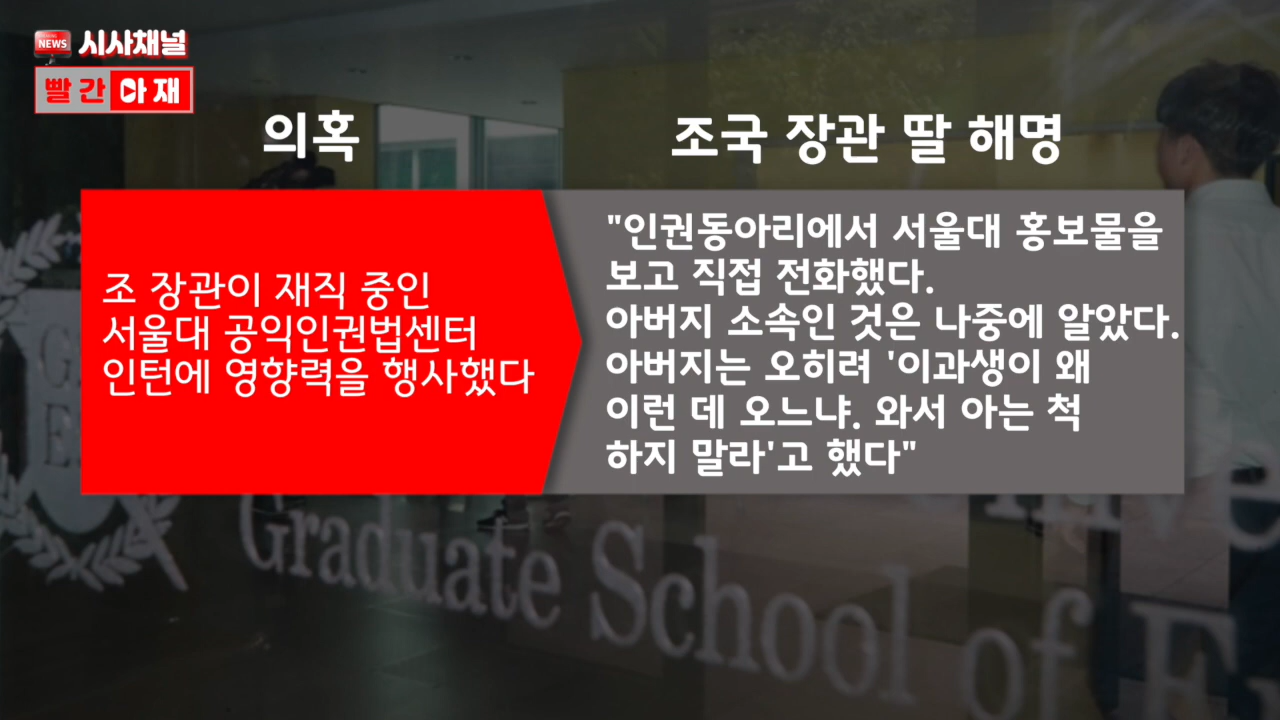 NEWS
시사채널
빨간아재
의혹
조국 장관 딸 해명
조 장관이 재직 중인
서울대 공익인권법센터
인턴에 영향력을 행사했다
"인권동아리에서 서울대 홍보물을
보고 직접 전화했다.
아버지 소속인 것은 나중에 알았다.
아버지는 오히려 '이과생이 왜
이런 데 오느냐. 와서 아는 척
하지 말라'고 했다"
Graduate School of